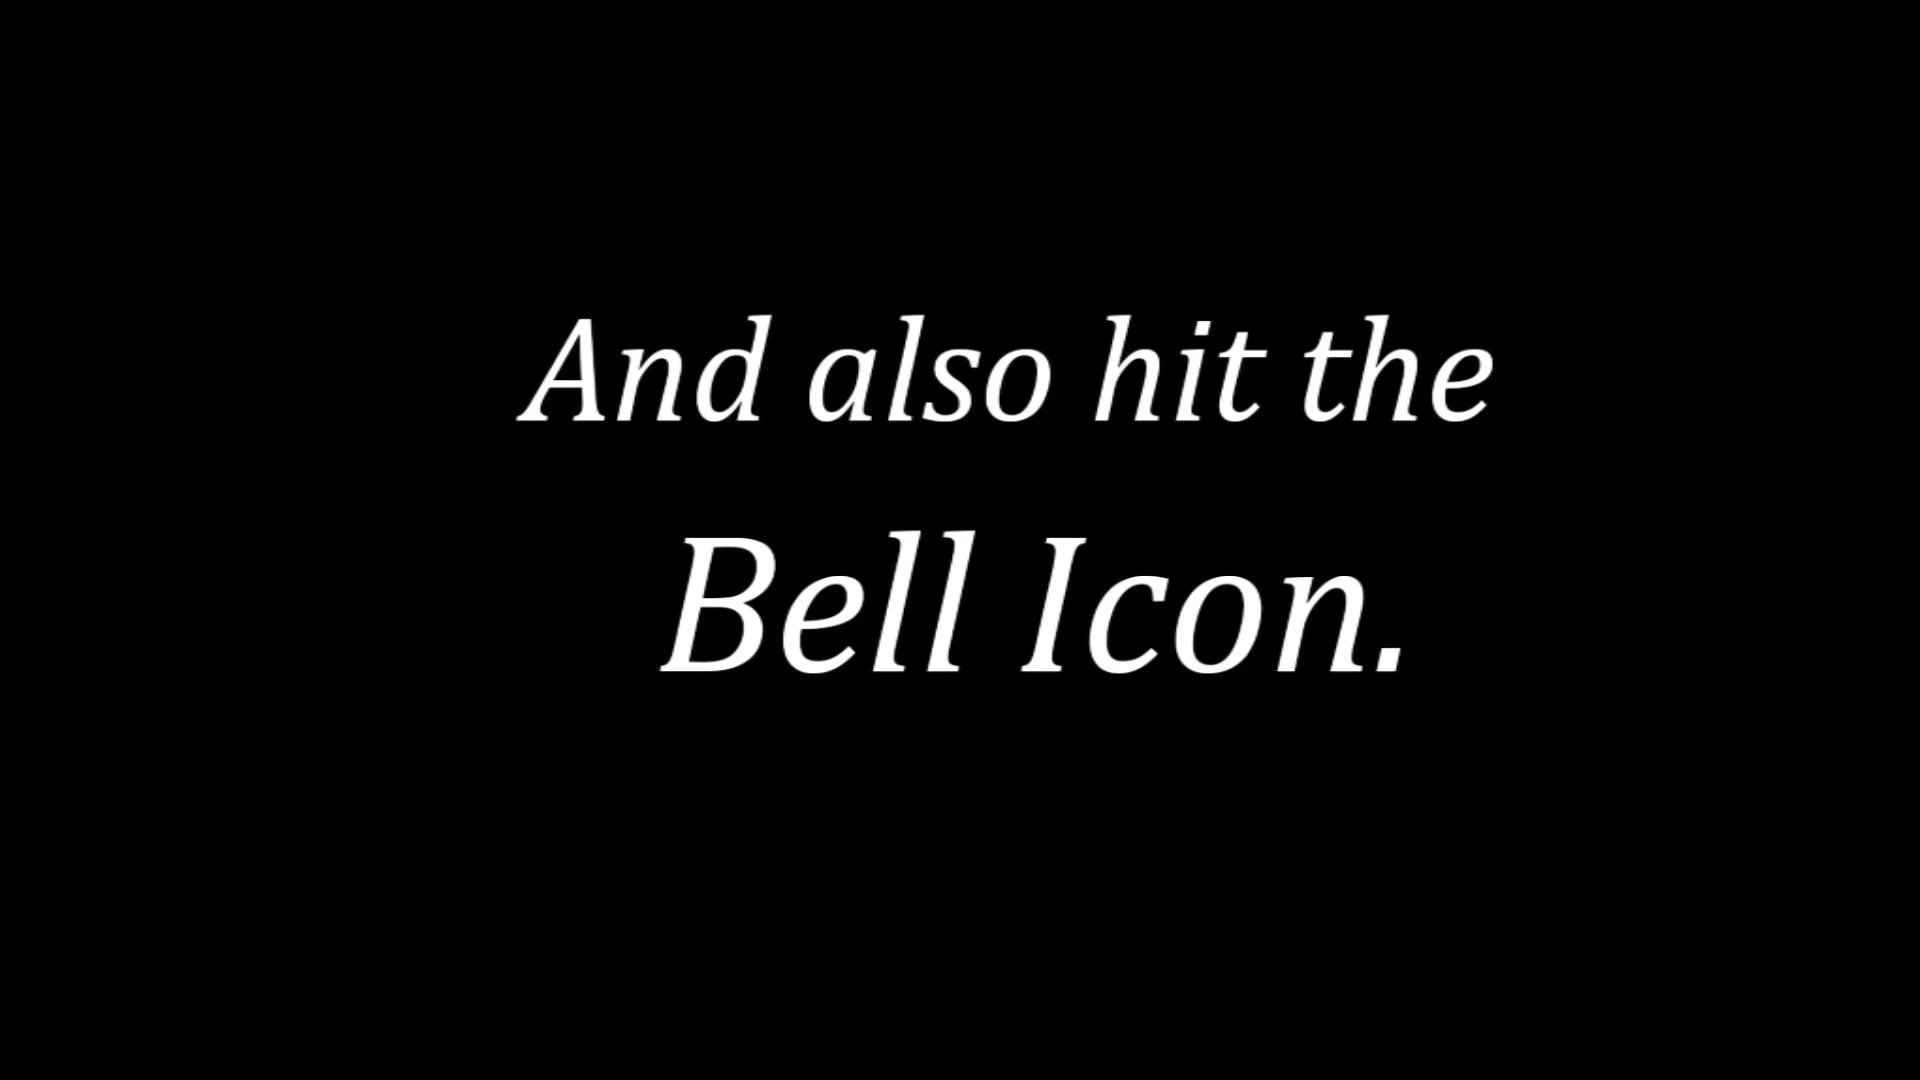 And also hit the
Bell Icon.